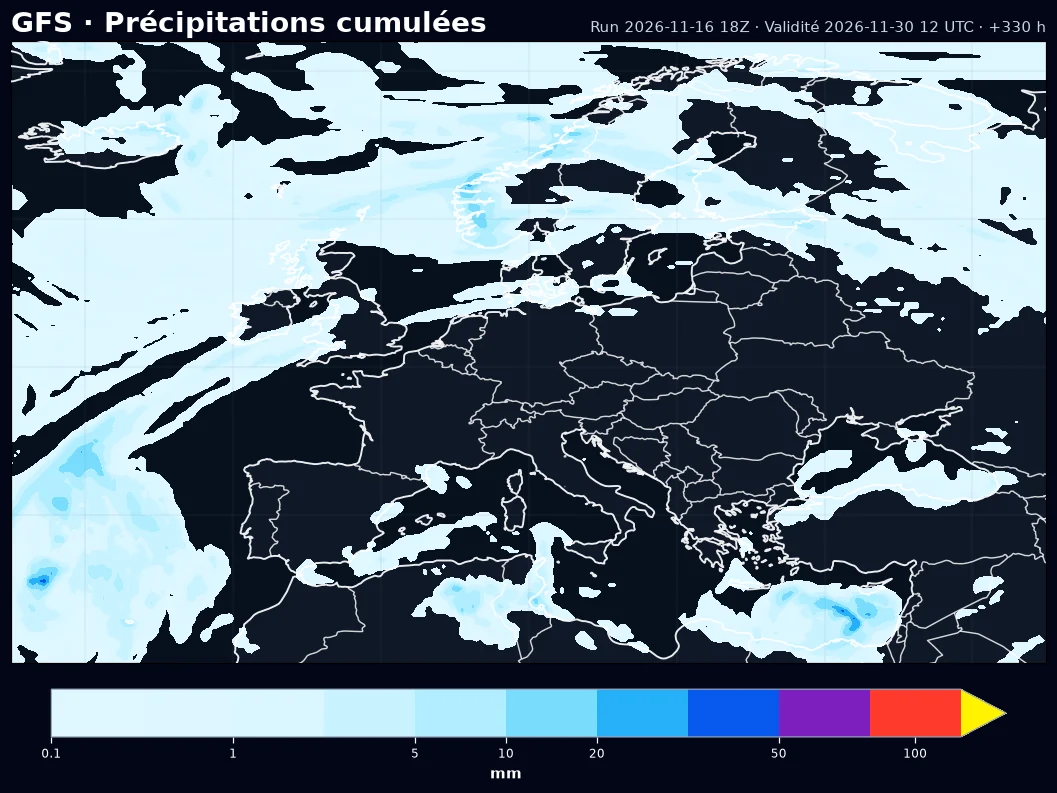 GFS · Précipitations cumulées
Run 2026-11-16 18Z · Validité 2026-11-30 12 UTC · +330 h
0.1 1 5 10 20 50 100
mm